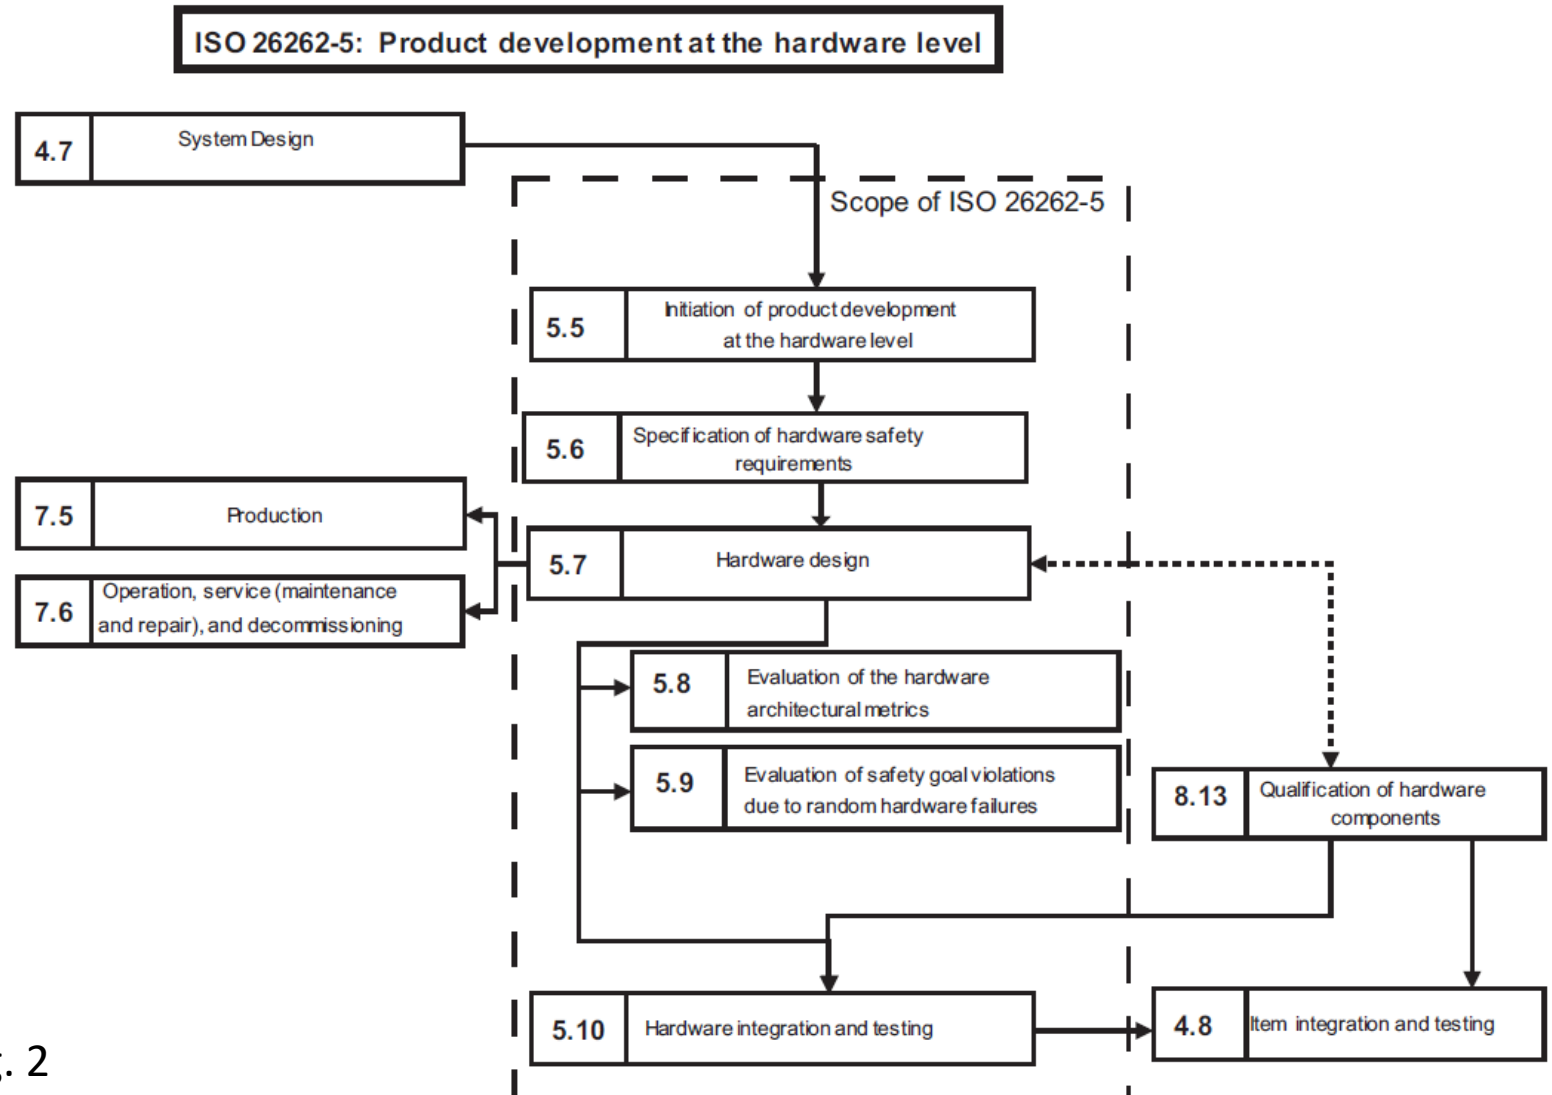 ISO 26262-5: Product development at the hardware level
4.7
System Design
Scope of ISO 26262-5
5.5
Initiation of product development
at the hardware level
5.6
Specification of hardware safety
requirements
7.5
Production
5.7
Hardware design
7.6
Operation, service (maintenance
and repair), and decommissioning
5.8
Evaluation of the hardware
architectural metrics
5.9
Evaluation of safety goal violations
due to random hardware failures
8.13
Qualification of hardware
components
5.10
Hardware integration and testing
4.8
Item integration and testing
. 2